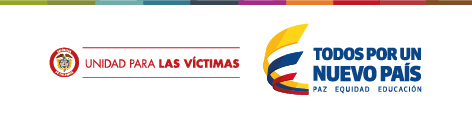 UNIDAD PARA LAS VÍCTIMAS
TODOS POR UN
NUEVO PAÍS
PAZ EQUIDAD EDUCACIÓN